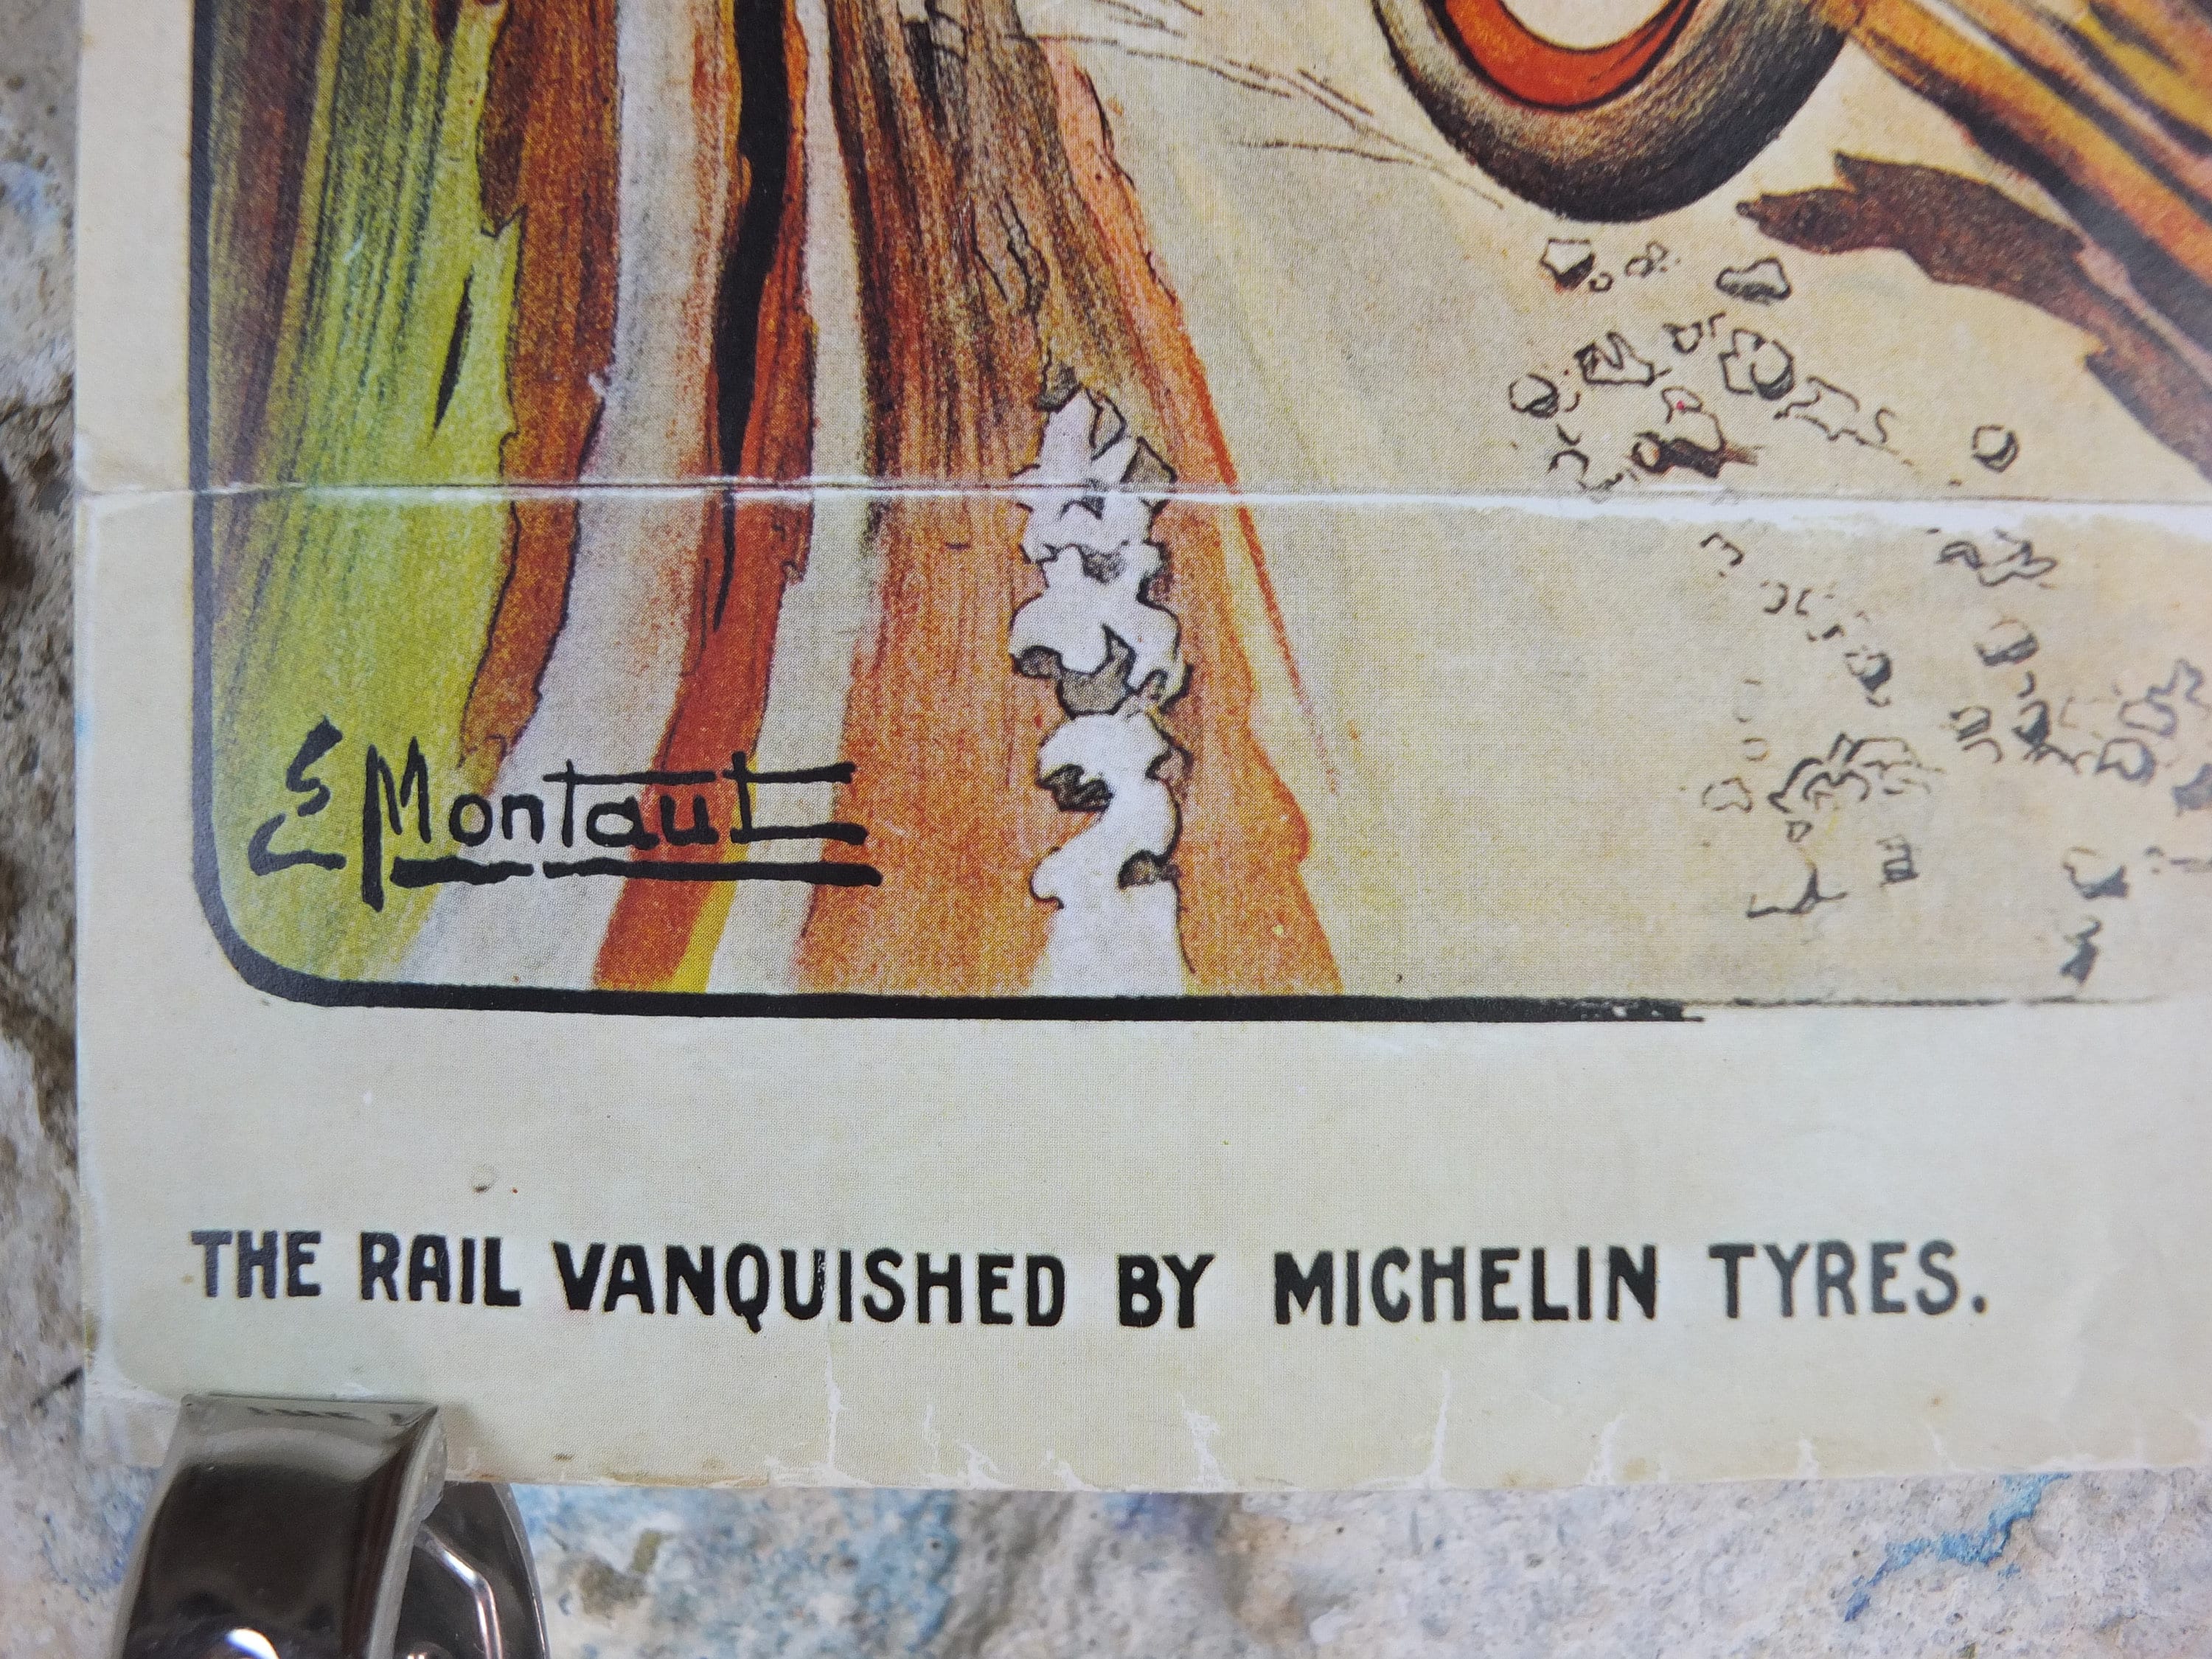 E Montaut
THE RAIL VANQUISHED BY MICHELIN TYRES.